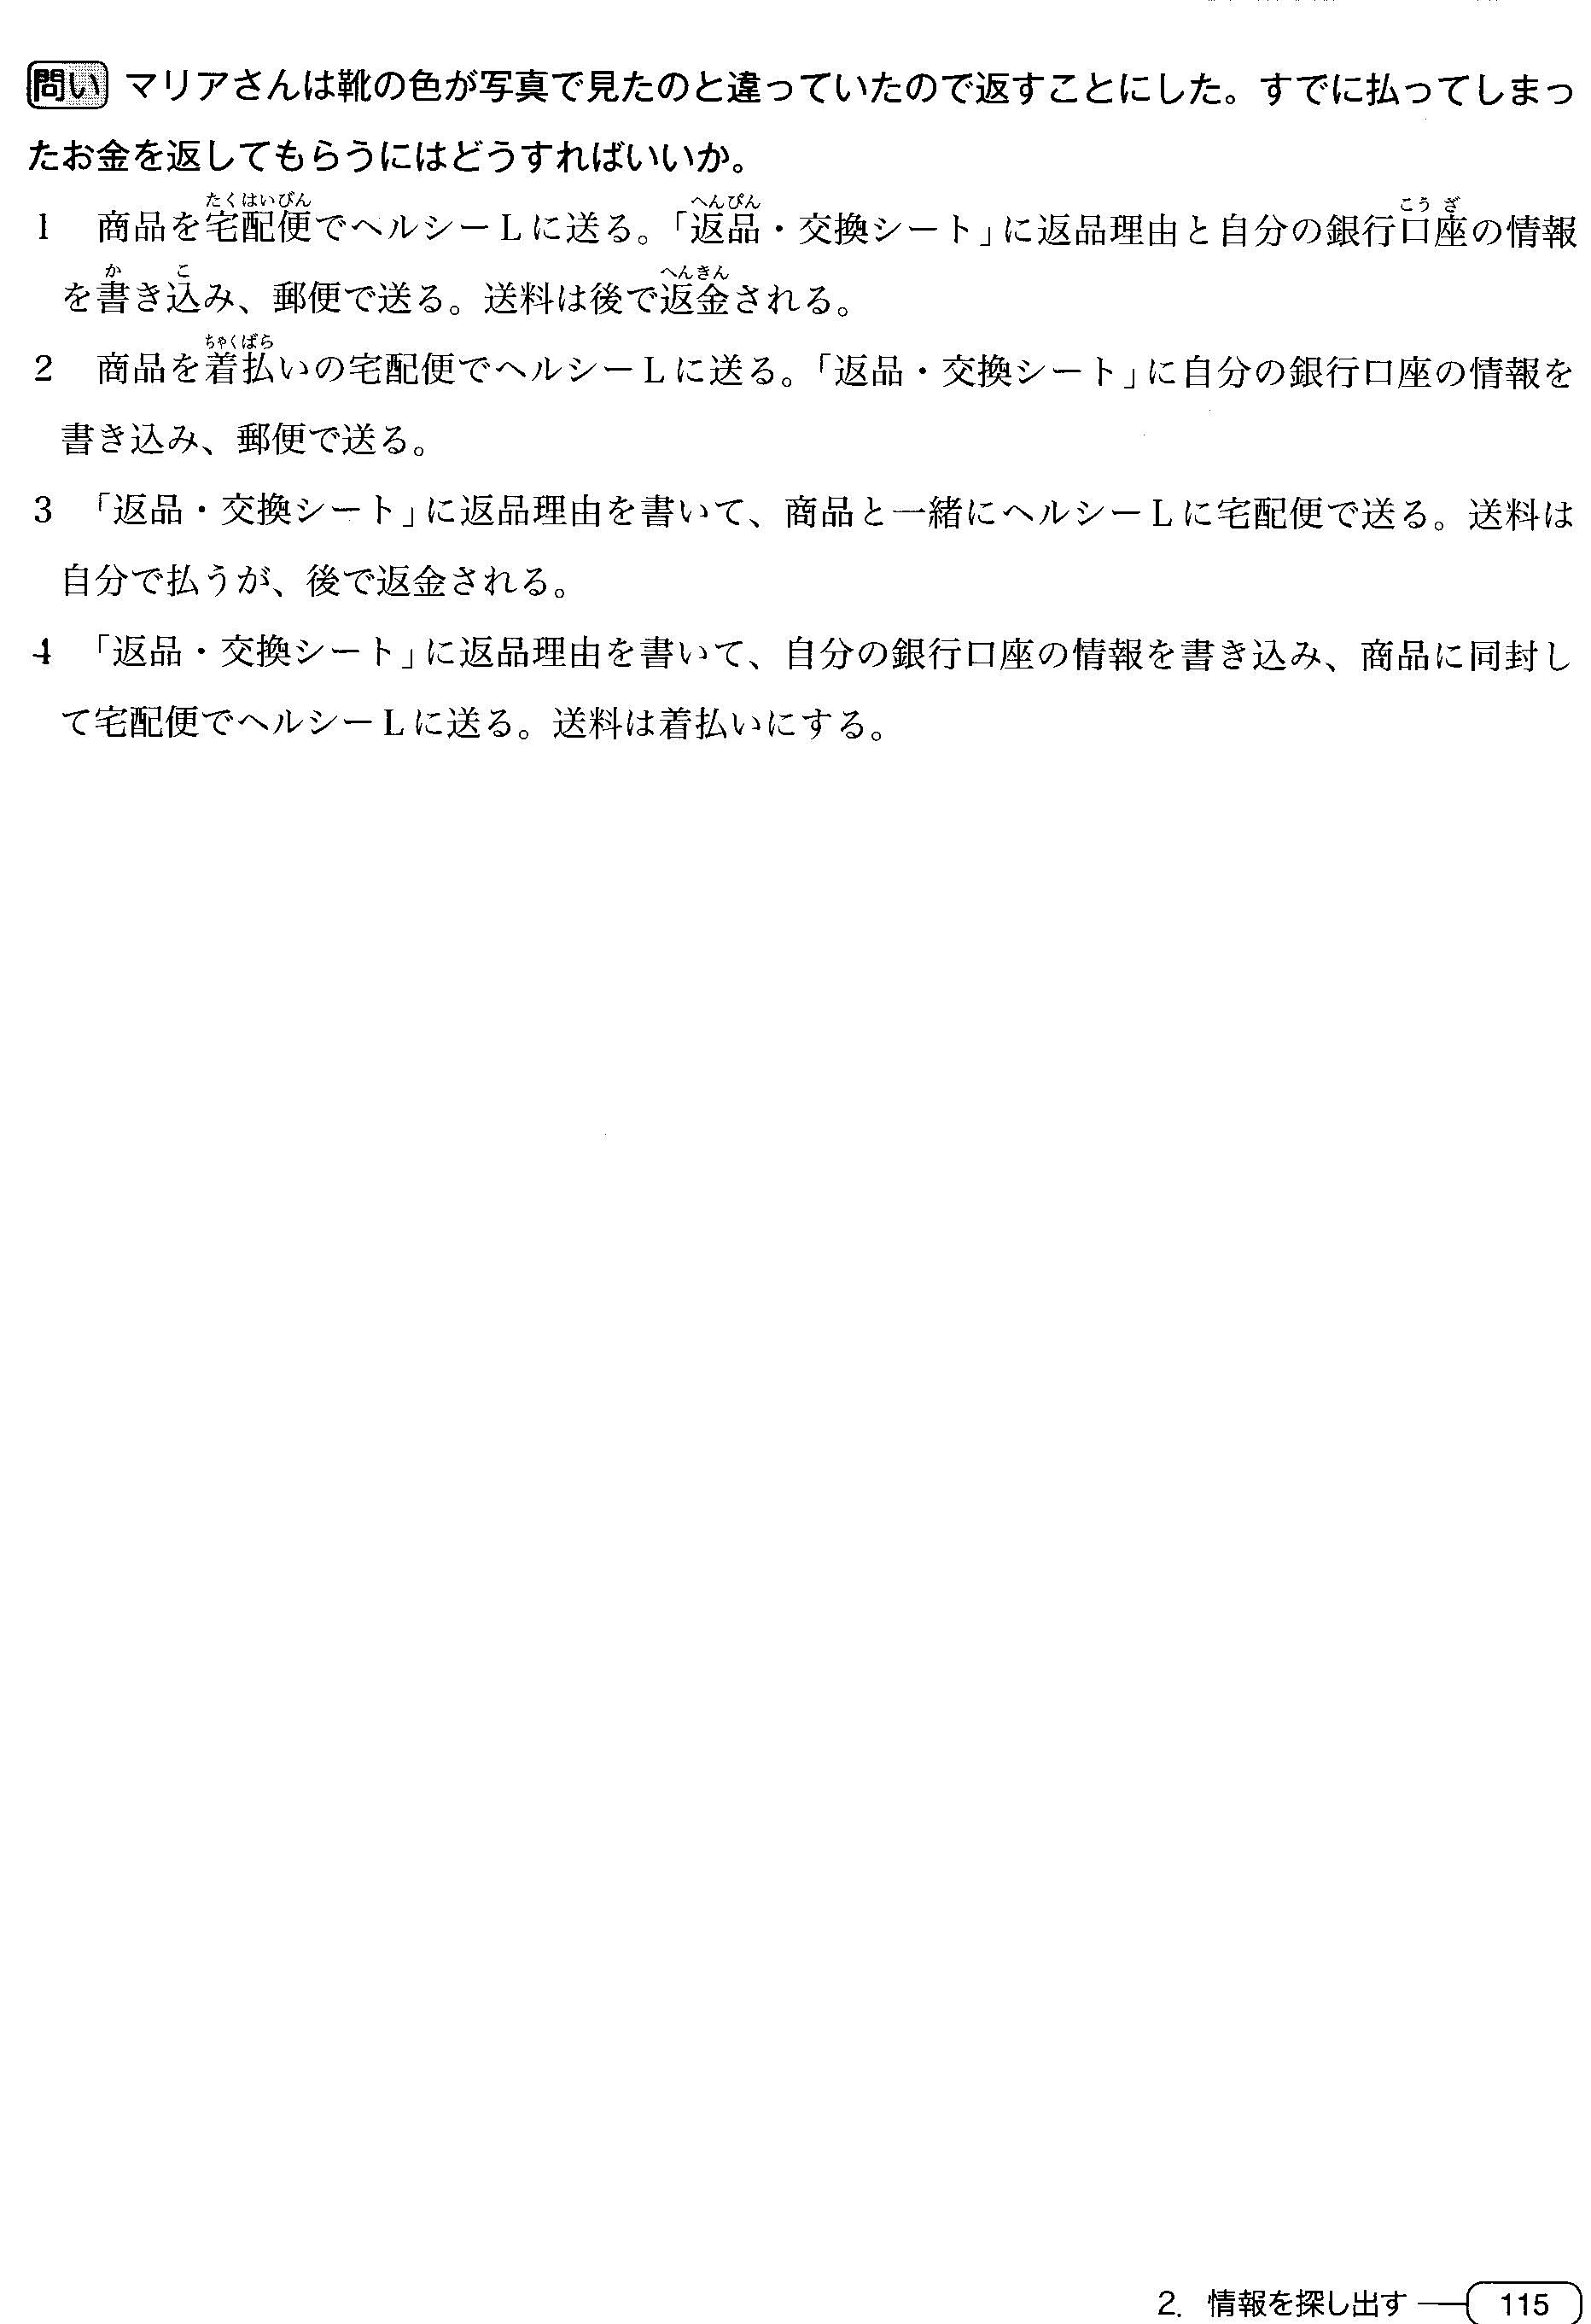 問い マリアさんは靴の色が写真で見たのと違っていたので返すことにした。すでに払ってしまっ
たお金を返してもらうにはどうすればいいか。
1 商品を宅配便でヘルシーLに送る。「返品・交換シート」に返品理由と自分の銀行口座の情報
を書き込み、郵便で送る。送料は後で返金される。
2 商品を着払いの宅配便でヘルシーLに送る。「返品・交換シート」に自分の銀行口座の情報を
書き込み、郵便で送る。
3 「返品・交換シート」に返品理由を書いて、商品と一緒にヘルシーLに宅配便で送る。送料は
自分で払うが、後で返金される。
4 「返品・交換シート」に返品理由を書いて、自分の銀行口座の情報を書き込み、商品に同封し
て宅配便でヘルシーLに送る。送料は着払いにする。
2. 情報を探し出す 115